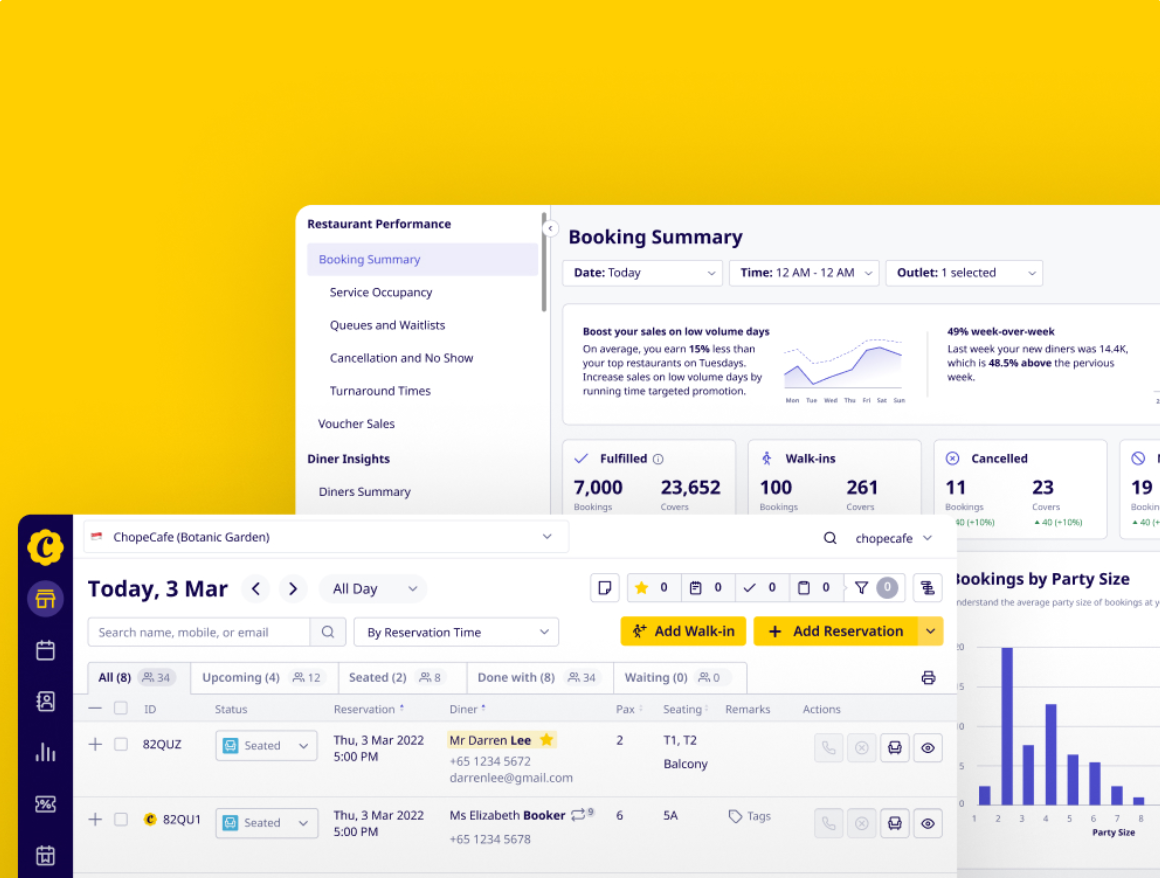 Restaurant Performance
Booking Summary
Service Occupancy
Queues and Waitlists
Cancellation and No Show
Turnaround Times
Voucher Sales
Diner Insights
Diners Summary
Booking Summary
Date: Today
Time: 12 AM - 12 AM
Outlet: 1 selected
Boost your sales on low volume days
On average, you earn 15% less than
your top restaurants on Tuesdays.
Increase sales on low volume days by
running time targeted promotion.
Mon Tue Wed Thu Fri Sat Sun
49% week-over-week
Last week your new diners was 14.4K,
which is 48.5% above the pervious
week.
Fulfilled
7,000 23,652
Bookings Covers
Walk-ins
100 261
Bookings Covers
Cancelled
11 23
Bookings Covers
40 (+10%) 40 (+10%)
19
40 (+
ChopeCafe (Botanic Garden)
chopecafe
Today, 3 Mar
All Day
0 0 0 0 0
Search name, mobile, or email
By Reservation Time
Add Walk-in
Add Reservation
All (8) 34
Upcoming (4) 12
Seated (2) 8
Done with (8) 34
Waiting (0) 0
ID Status Reservation Diner Pax Seating Remarks Actions
82QUZ Seated Thu, 3 Mar 2022 Mr Darren Lee 2 T1, T2
5:00 PM +65 1234 5672 Balcony
darrenlee@gmail.com
82QU1 Seated Thu, 3 Mar 2022 Ms Elizabeth Booker 9 6 5A Tags
5:00 PM +65 1234 5678
Bookings by Party Size
understand the average party size of bookings at
20
5
0
5
0
1 2 3 4 5 6 7 8
Party Size